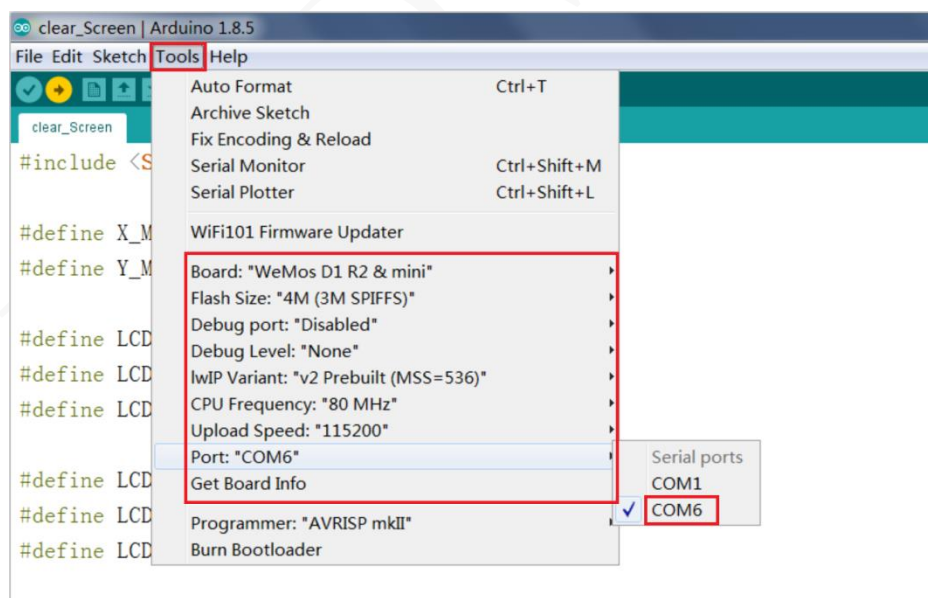 clear_Screen | Arduino 1.8.5
File Edit Sketch Tools Help
Auto Format Ctrl+T
Archive Sketch
clear_Screen
Fix Encoding & Reload
#include <S
Serial Monitor Ctrl+Shift+M
Serial Plotter Ctrl+Shift+L
#define X_M
WiFi101 Firmware Updater
#define Y_M
Board: "WeMos D1 R2 & mini"
Flash Size: "4M (3M SPIFFS)"
Debug port: "Disabled"
#define LCD
Debug Level: "None"
#define LCD
lwIP Variant: "v2 Prebuilt (MSS=536)"
#define LCD
CPU Frequency: "80 MHz"
Upload Speed: "115200"
Port: "COM6" Serial ports
#define LCD
Get Board Info COM1
#define LCD
Programmer: "AVRISP mkII" COM6
#define LCD
Burn Bootloader